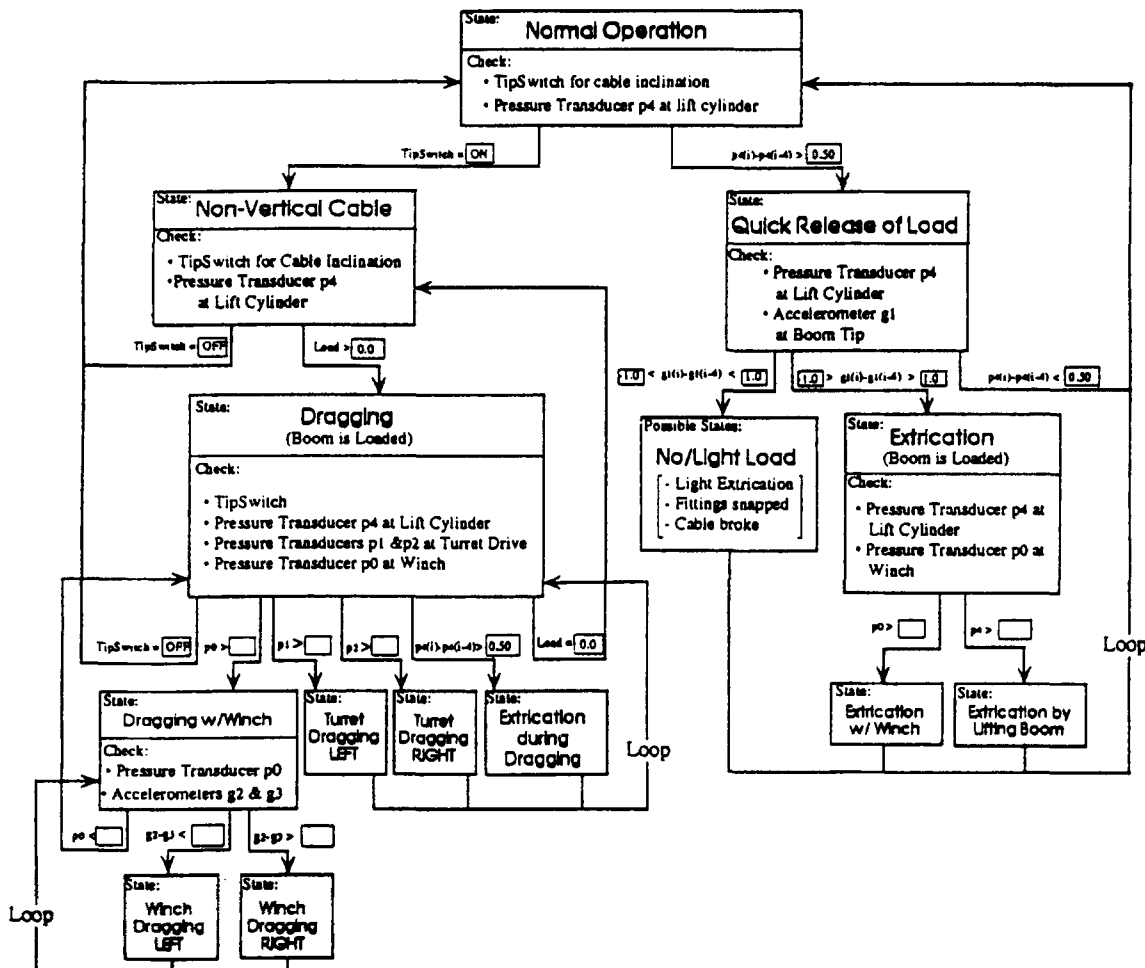 State:
Normal Operation
Check:
• TipSwitch for cable inclination
• Pressure Transducer p4 at lift cylinder
TipSwitch = ON
p4(i)-p4(i-4) > 0.50
State:
Non-Vertical Cable
Check:
• TipSwitch for Cable Inclination
•Pressure Transducer p4
at Lift Cylinder
State:
Quick Release of Load
Check:
• Pressure Transducer p4
at Lift Cylinder
• Accelerometer g1
at Boom Tip
TipSwitch = OFF
Load > 0.0
-1.0 < g1(i)-g1(i-4) < 1.0
-1.0 > g1(i)-g1(i-4) > 1.0
p4(i)-p4(i-4) < 0.50
State:
Dragging
(Boom is Loaded)
Check:
• TipSwitch
• Pressure Transducer p4 at Lift Cylinder
• Pressure Transducers p1 &p2 at Turret Drive
• Pressure Transducer p0 at Winch
Possible States:
No/Light Load
- Light Extrication
- Fittings snapped
- Cable broke
State:
Extrication
(Boom is Loaded)
Check:
• Pressure Transducer p4 at
Lift Cylinder
• Pressure Transducer p0 at
Winch
TipSwitch = OFF
p0 >
p1 >
p2 >
p4(i)-p4(i-4)> 0.50
Load = 0.0
p0 >
p4 >
Loop
State:
Dragging w/Winch
Check:
• Pressure Transducer p0
• Accelerometers g2 & g3
State:
Turret
Dragging
LEFT
State:
Turret
Dragging
RIGHT
State:
Extrication
during
Dragging
Loop
State:
Extrication
w/ Winch
State:
Extrication by
Lifting Boom
p0 <
g2-g3 <
g2-g3 >
Loop
State:
Winch
Dragging
LEFT
State:
Winch
Dragging
RIGHT